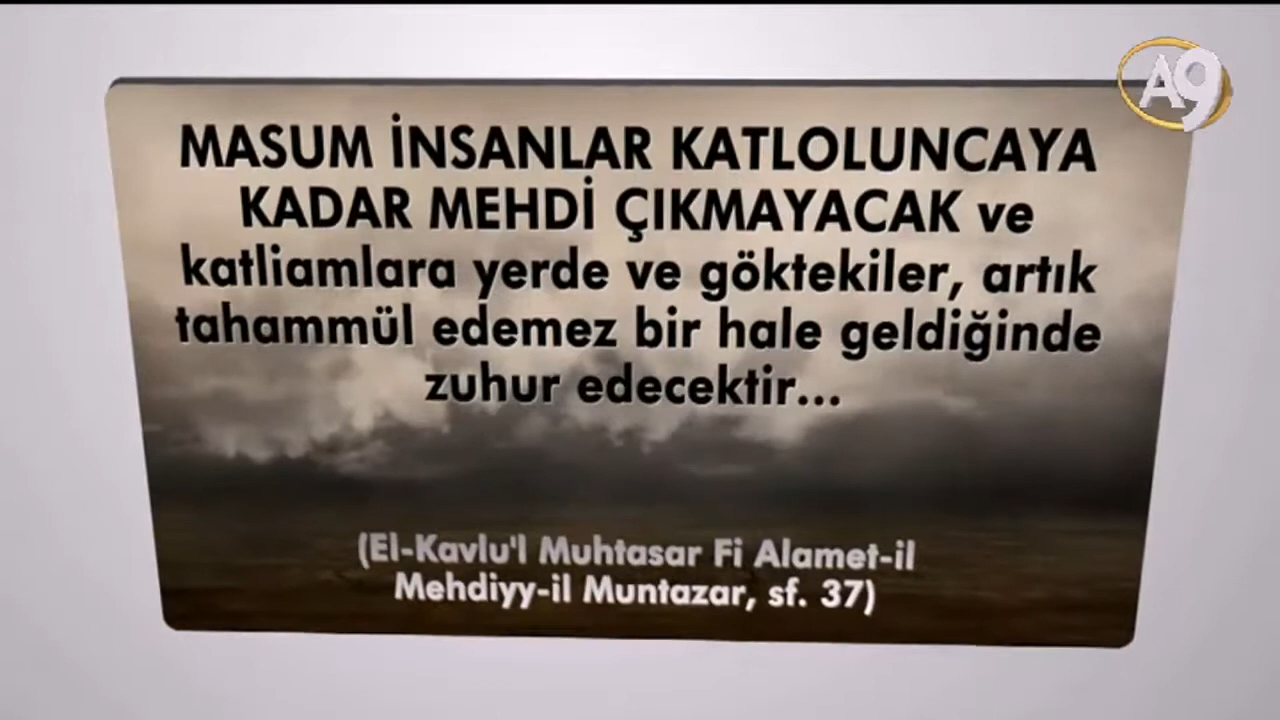 A9
MASUM İNSANLAR KATLOLUNCAYA
KADAR MEHDİ ÇIKMAYACAK ve
katliamlara yerde ve göktekiler, artık
tahammül edemez bir hale geldiğinde
zuhur edecektir...
(El-Kavlu'l Muhtasar Fi Alamet-il
Mehdiyy-il Muntazar, sf. 37)